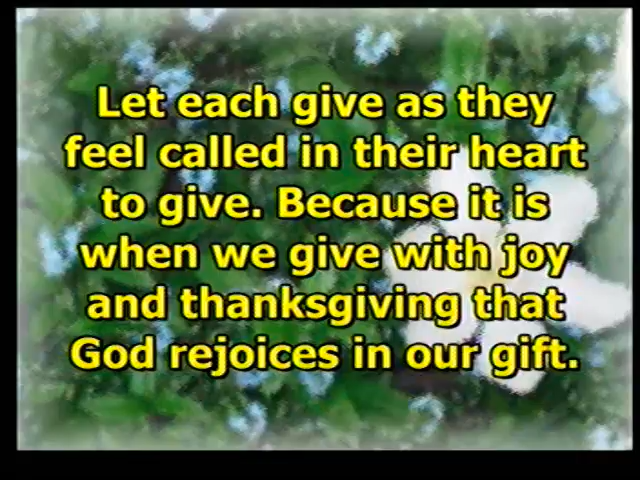 Let each give as they
feel called in their heart
to give. Because it is
when we give with joy
and thanksgiving that
God rejoices in our gift.